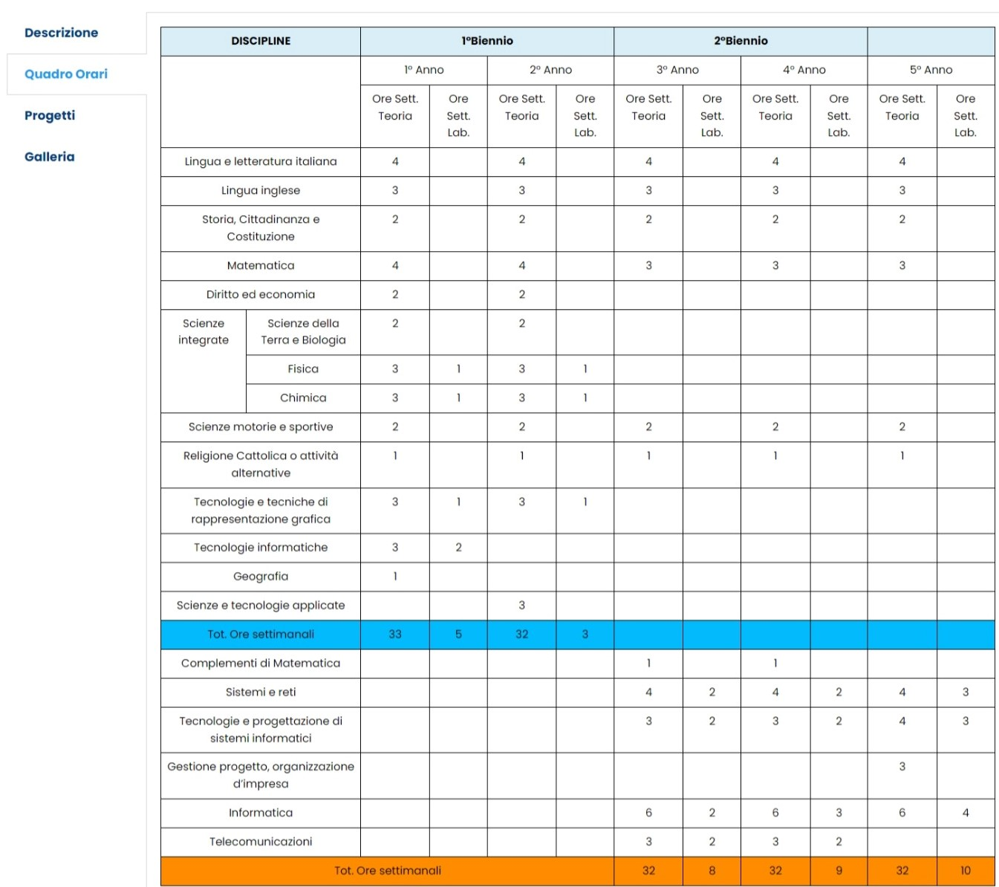 Descrizione
Quadro Orari
Progetti
Galleria
DISCIPLINE 1°Biennio 2°Biennio
1° Anno 2° Anno 3° Anno 4° Anno 5° Anno
Ore Sett. Ore Ore Sett. Ore Ore Sett. Ore Ore Sett. Ore Ore Sett. Ore
Teoria Sett. Teoria Sett. Teoria Sett. Teoria Sett. Teoria Sett.
Lab. Lab. Lab. Lab. Lab.
Lingua e letteratura italiana 4 4 4 4 4
Lingua inglese 3 3 3 3 3
Storia, Cittadinanza e 2 2 2 2 2
Costituzione
Matematica 4 4 3 3 3
Diritto ed economia 2 2
Scienze Scienze della 2 2
integrate Terra e Biologia
Fisica 3 1 3 1
Chimica 3 1 3 1
Scienze motorie e sportive 2 2 2 2 2
Religione Cattolica o attività 1 1 1 1 1
alternative
Tecnologie e tecniche di 3 1 3 1
rappresentazione grafica
Tecnologie informatiche 3 2
Geografia 1
Scienze e tecnologie applicate 3
Tot. Ore settimanali 33 5 32 3
Complementi di Matematica 1 1
Sistemi e reti 4 2 4 2 4 3
Tecnologie e progettazione di 3 2 3 2 4 3
sistemi informatici
Gestione progetto, organizzazione 3
d'impresa
Informatica 6 2 6 3 6 4
Telecomunicazioni 3 2 3 2
Tot. Ore settimanali 32 8 32 9 32 10